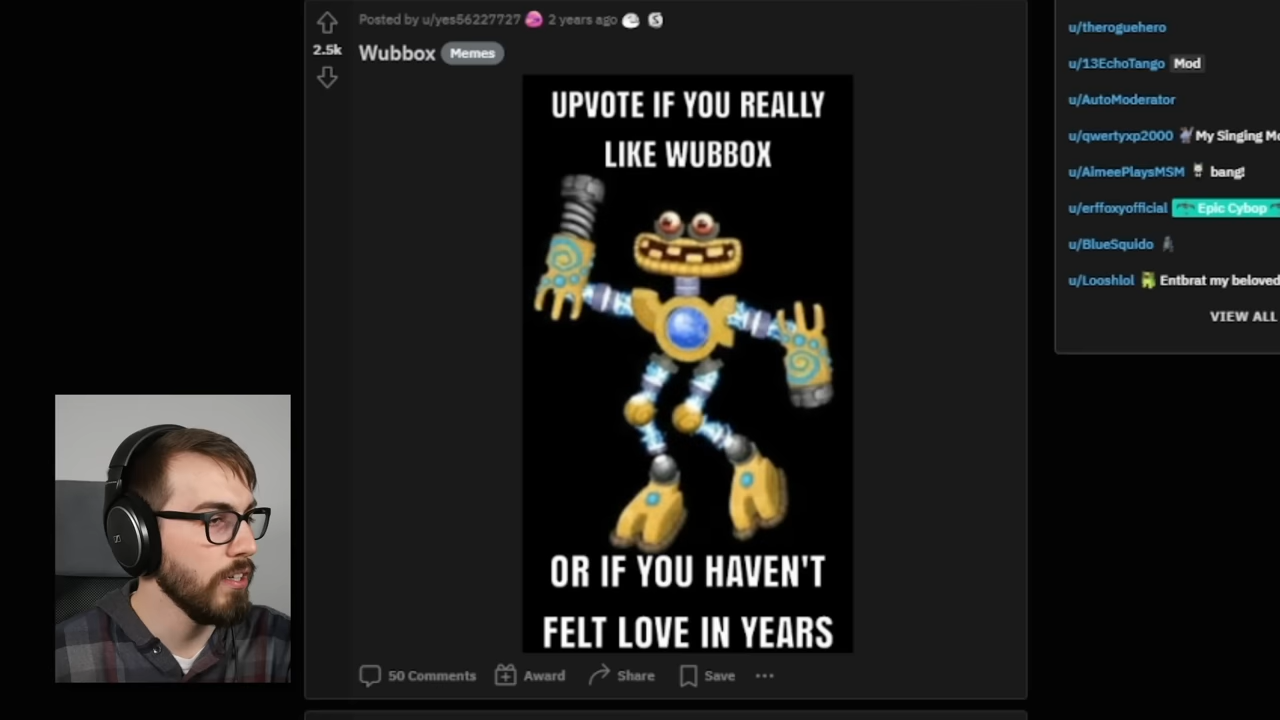 Posted by u/yes56227727 2 years ago
2.5k
Wubbox Memes
UPVOTE IF YOU REALLY
LIKE WUBBOX
OR IF YOU HAVEN'T
FELT LOVE IN YEARS
50 Comments Award Share Save
u/theroguehero
u/13EchoTango Mod
u/AutoModerator
u/qwertyxp2000 My Singing Mo
u/AimeePlaysMSM bang!
u/erffoxyofficial Epic Cybop
u/BlueSquido
u/Looshlol Entbrat my beloved
VIEW ALL